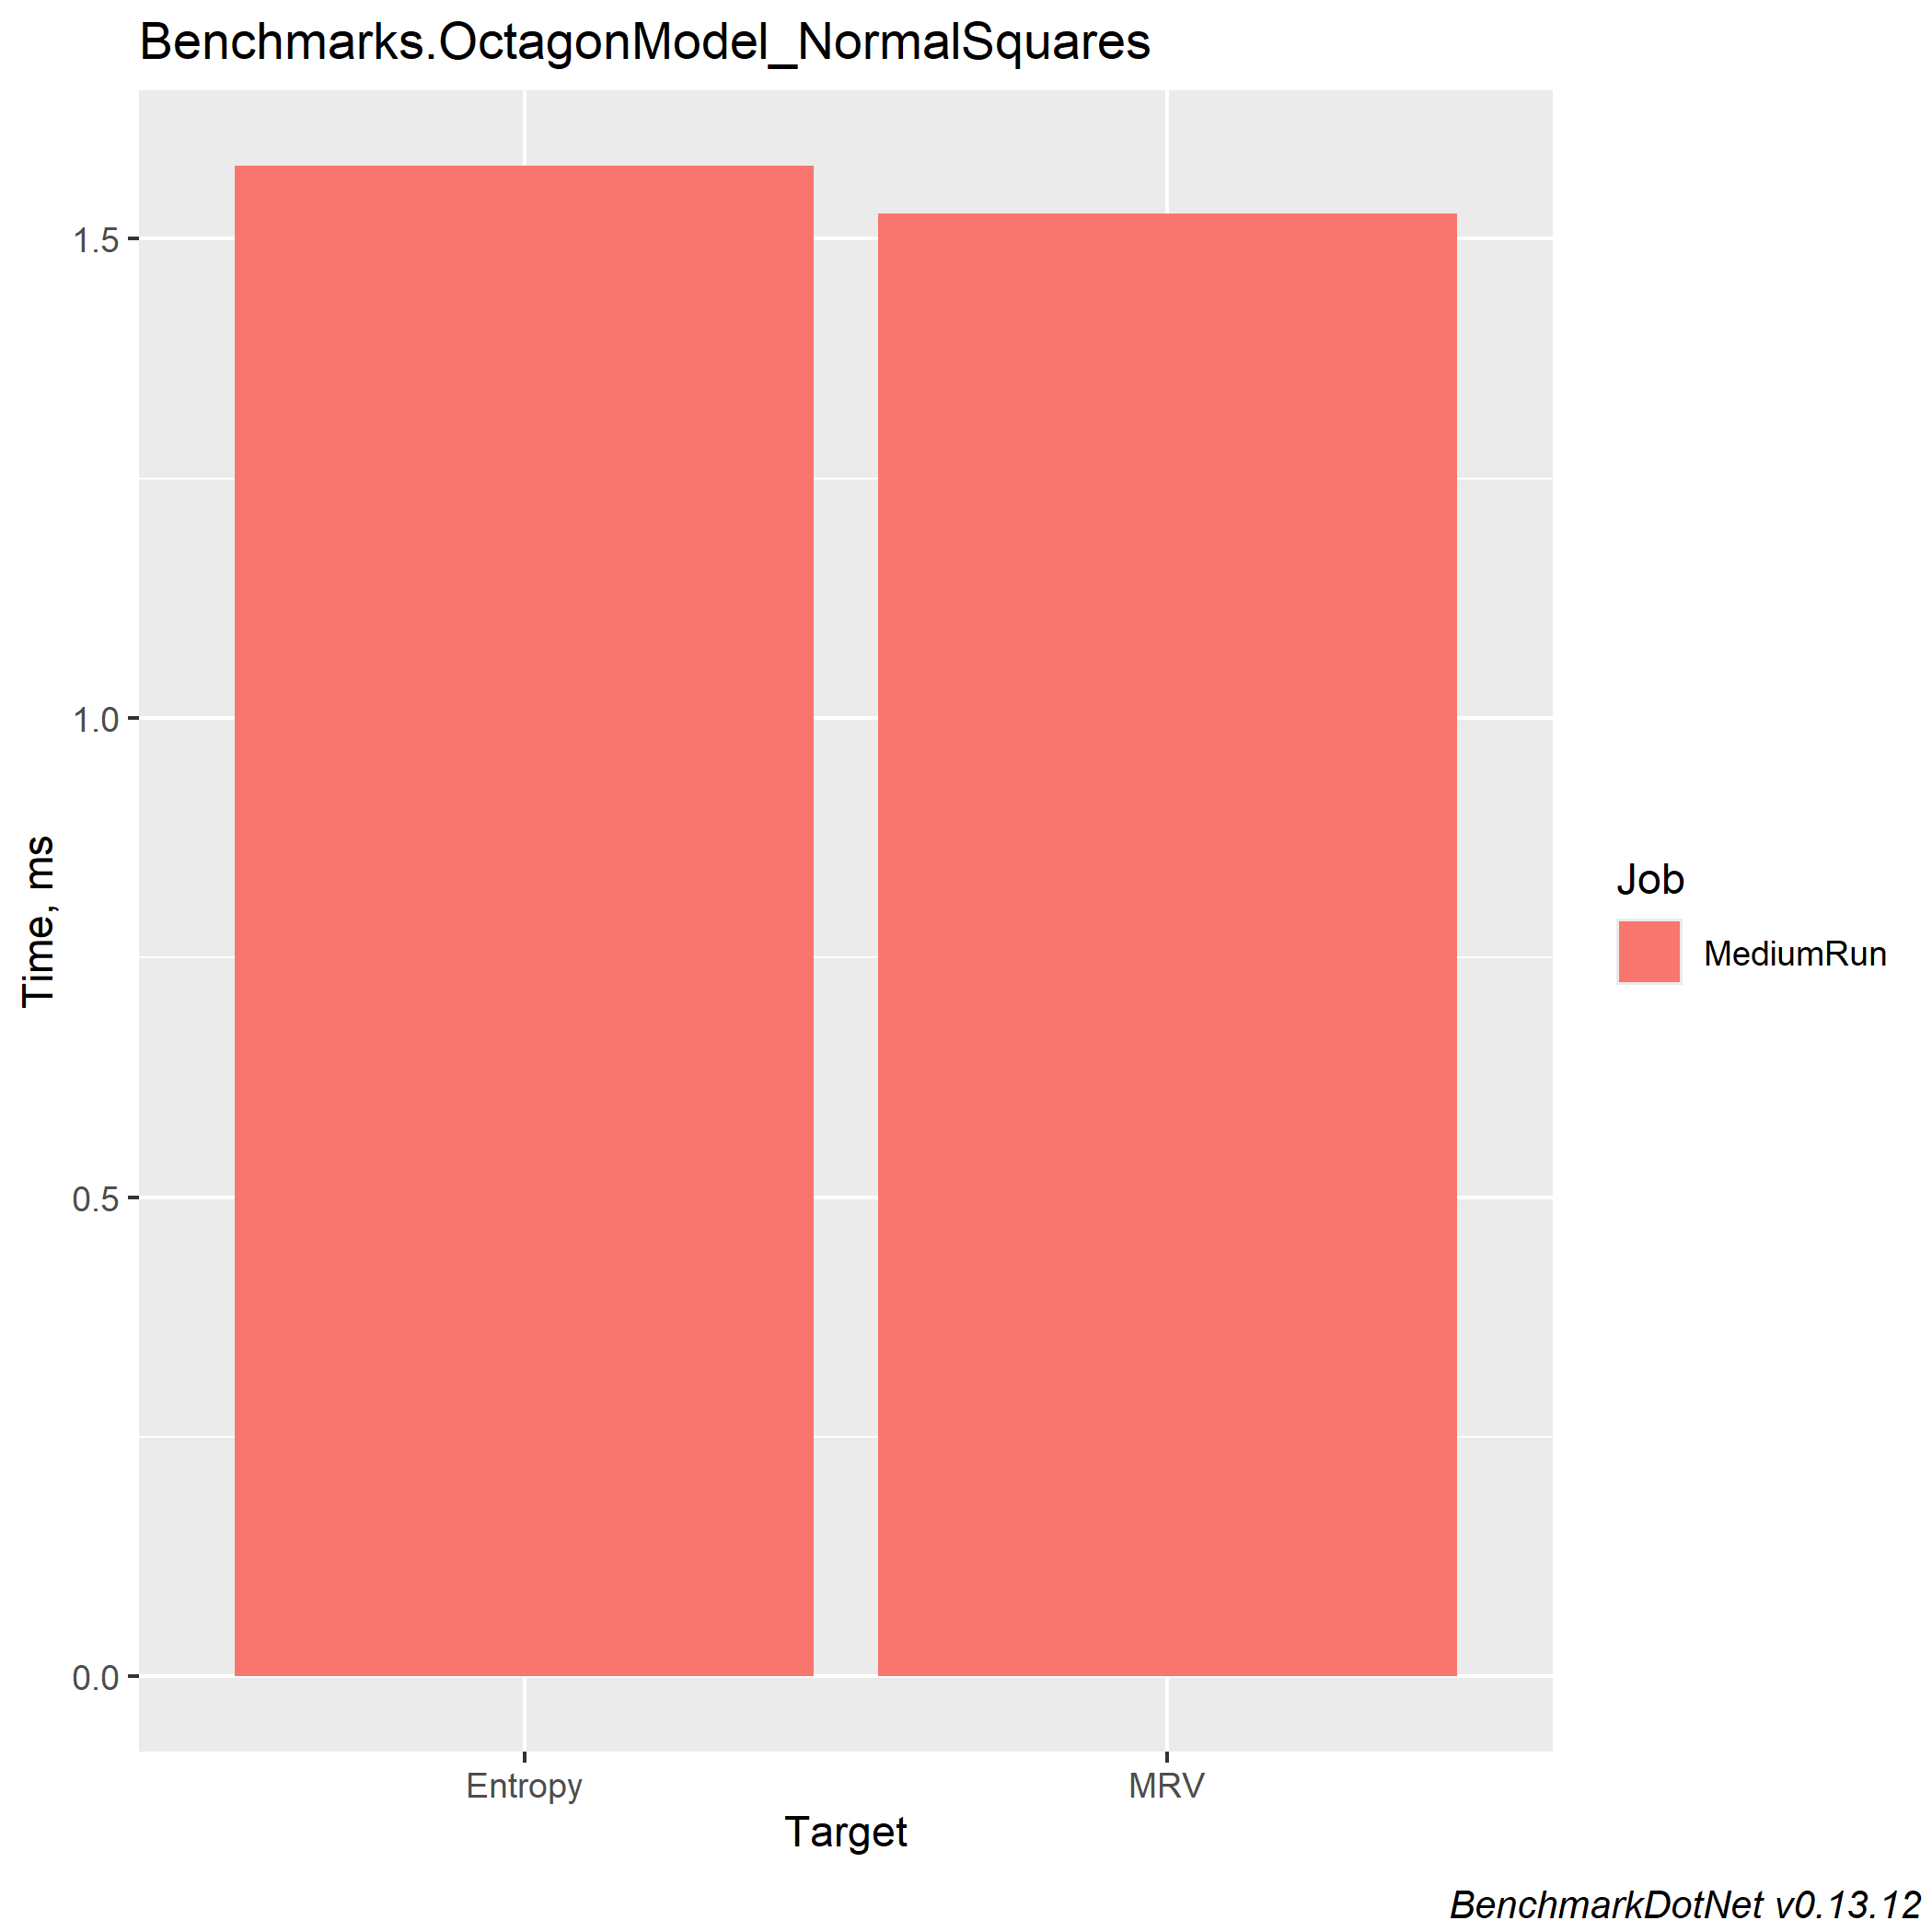 Benchmarks.OctagonModel_NormalSquares
1.5
1.0
0.5
0.0
Time, ms
Entropy
MRV
Target
Job
MediumRun
BenchmarkDotNet v0.13.12